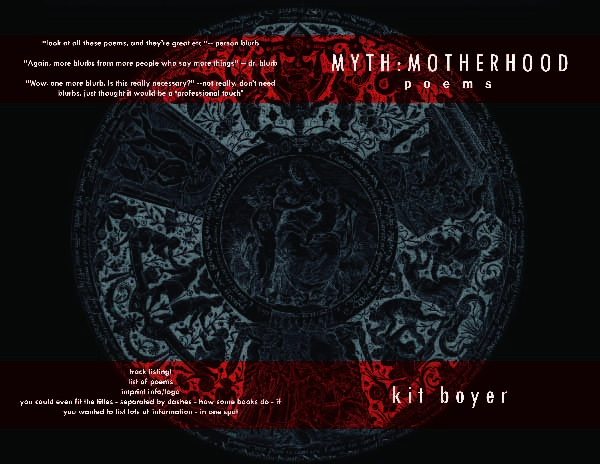 "look at all these poems, and they're great etc "-- person blurb
"Again, more blurbs from more people who say more things" -- dr. blurb
"Wow, one more blurb. Is this really necessary?" --not really, don't need
blurbs, just thought it would be a "professional touch"
MYTH:MOTHERHOOD
poems
track listing!
list of poems
imprint info/logo
you could even fit the titles - separated by dashes - how some books do - if
you wanted to list lots of information - in one spot
kit boyer